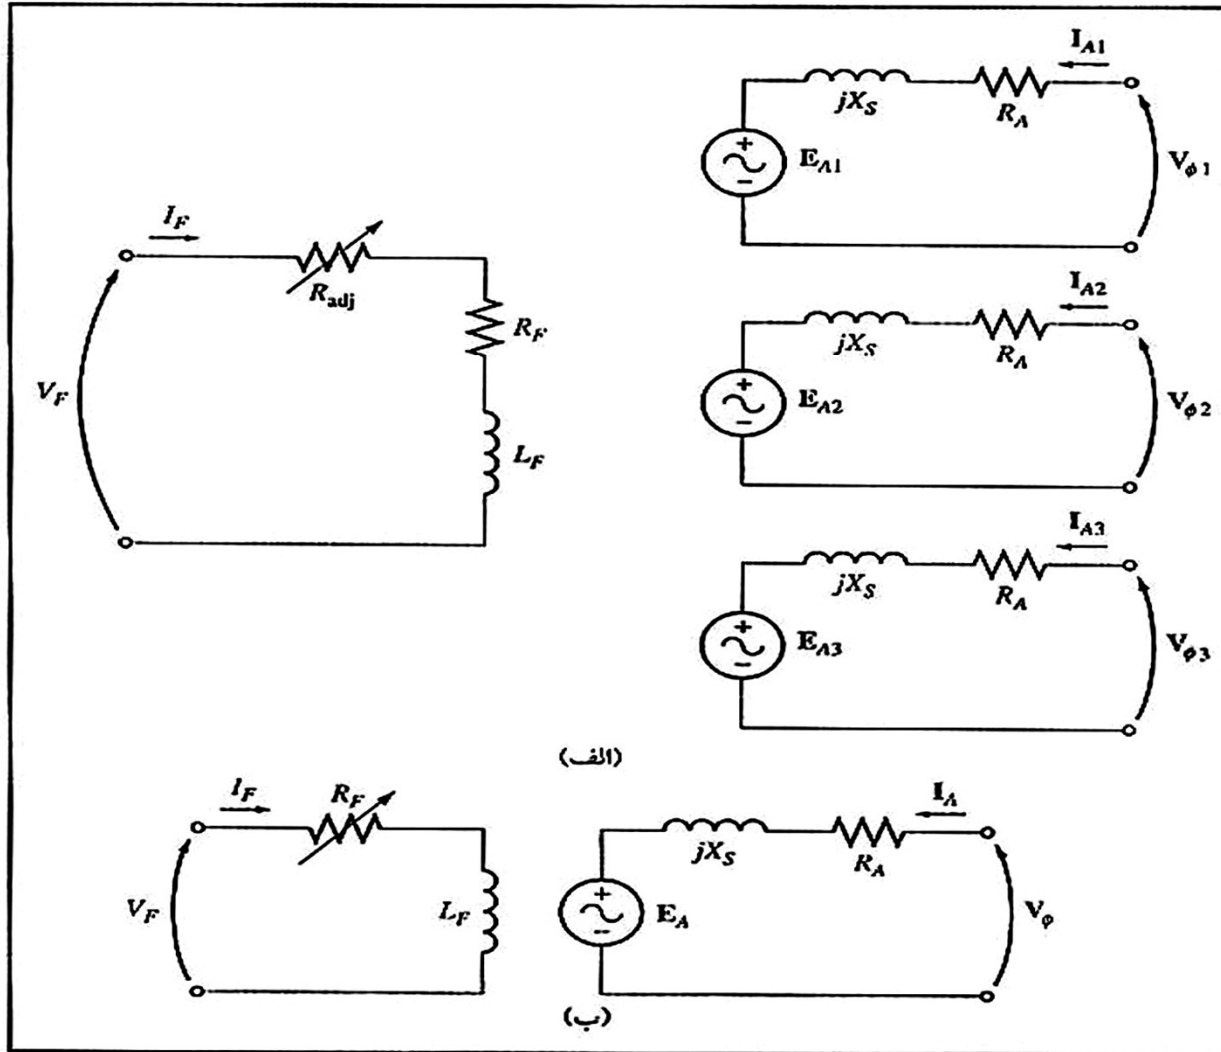 I_A1
jX_S
R_A
E_A1
V_ϕ1
I_F
R_adj
R_F
V_F
L_F
I_A2
jX_S
R_A
E_A2
V_ϕ2
I_A3
jX_S
R_A
E_A3
V_ϕ3
(الف)
I_F
R_F
V_F
L_F
I_A
jX_S
R_A
E_A
V_ϕ
(ب)